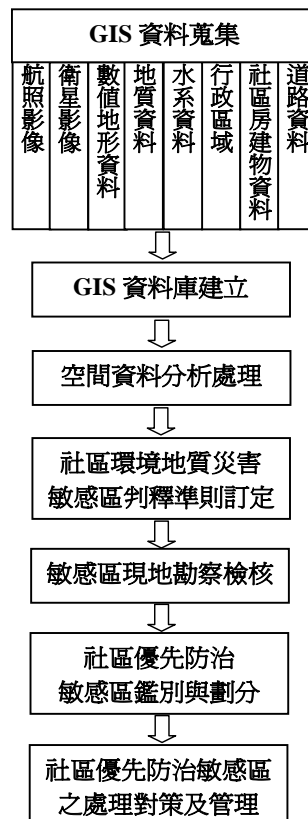 GIS 資料蒐集
航照影像
衛星影像
數值地形資料
地質資料
水系資料
行政區域
社區房建物資料
道路資料
GIS 資料庫建立
空間資料分析處理
社區環境地質災害
敏感區判釋準則訂定
敏感區現地勘察檢核
社區優先防治
敏感區鑑別與劃分
社區優先防治敏感區
之處理對策及管理